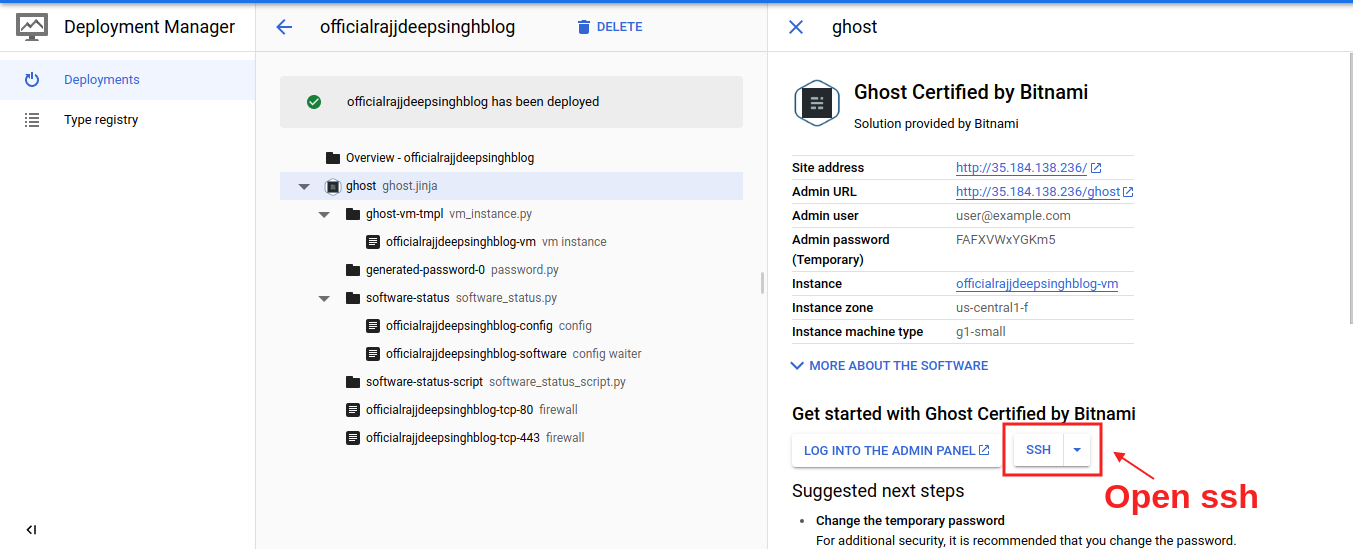 Deployment Manager
Deployments
Type registry
officialrajjdeepsinghblog
DELETE
officialrajjdeepsinghblog has been deployed
Overview - officialrajjdeepsinghblog
ghost ghost.jinja
ghost-vm-tmpl vm_instance.py
officialrajjdeepsinghblog-vm vm instance
generated-password-0 password.py
software-status software_status.py
officialrajjdeepsinghblog-config config
officialrajjdeepsinghblog-software config waiter
software-status-script software_status_script.py
officialrajjdeepsinghblog-tcp-80 firewall
officialrajjdeepsinghblog-tcp-443 firewall
ghost
Ghost Certified by Bitnami
Solution provided by Bitnami
Site address http://35.184.138.236/
Admin URL http://35.184.138.236/ghost
Admin user user@example.com
Admin password FAFXVWxYGKm5
(Temporary)
Instance officialrajjdeepsinghblog-vm
Instance zone us-central1-f
Instance machine type g1-small
MORE ABOUT THE SOFTWARE
Get started with Ghost Certified by Bitnami
LOG INTO THE ADMIN PANEL SSH
Open ssh
Suggested next steps
• Change the temporary password
For additional security, it is recommended that you change the password.